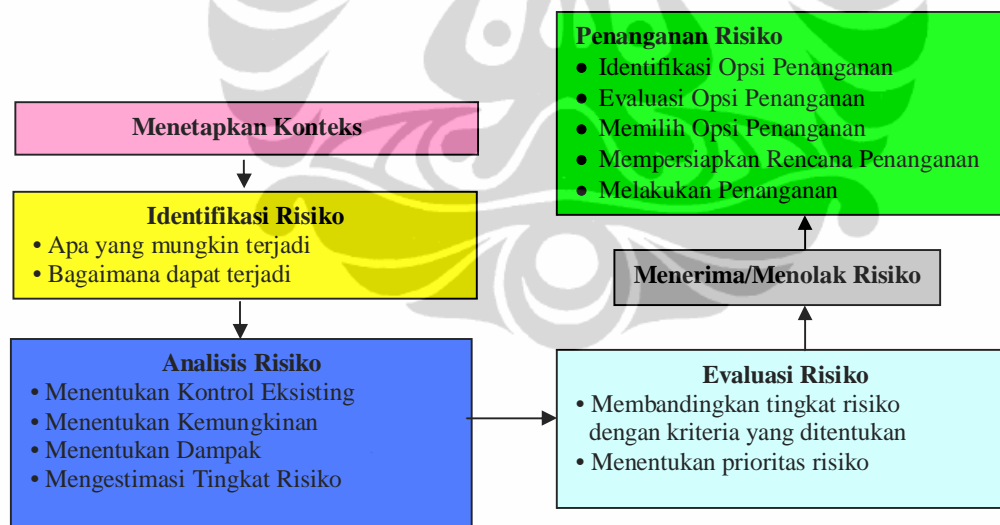 Menetapkan Konteks
Identifikasi Risiko
• Apa yang mungkin terjadi
• Bagaimana dapat terjadi
Analisis Risiko
• Menentukan Kontrol Eksisting
• Menentukan Kemungkinan
• Menentukan Dampak
• Mengestimasi Tingkat Risiko
Evaluasi Risiko
• Membandingkan tingkat risiko
dengan kriteria yang ditentukan
• Menentukan prioritas risiko
Menerima/Menolak Risiko
Penanganan Risiko
• Identifikasi Opsi Penanganan
• Evaluasi Opsi Penanganan
• Memilih Opsi Penanganan
• Mempersiapkan Rencana Penanganan
• Melakukan Penanganan